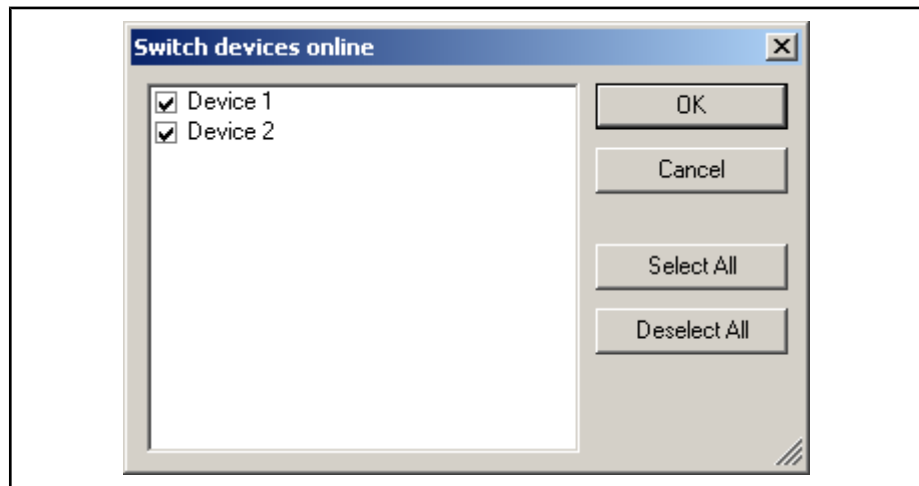 Switch devices online
Device 1
Device 2
OK
Cancel
Select All
Deselect All